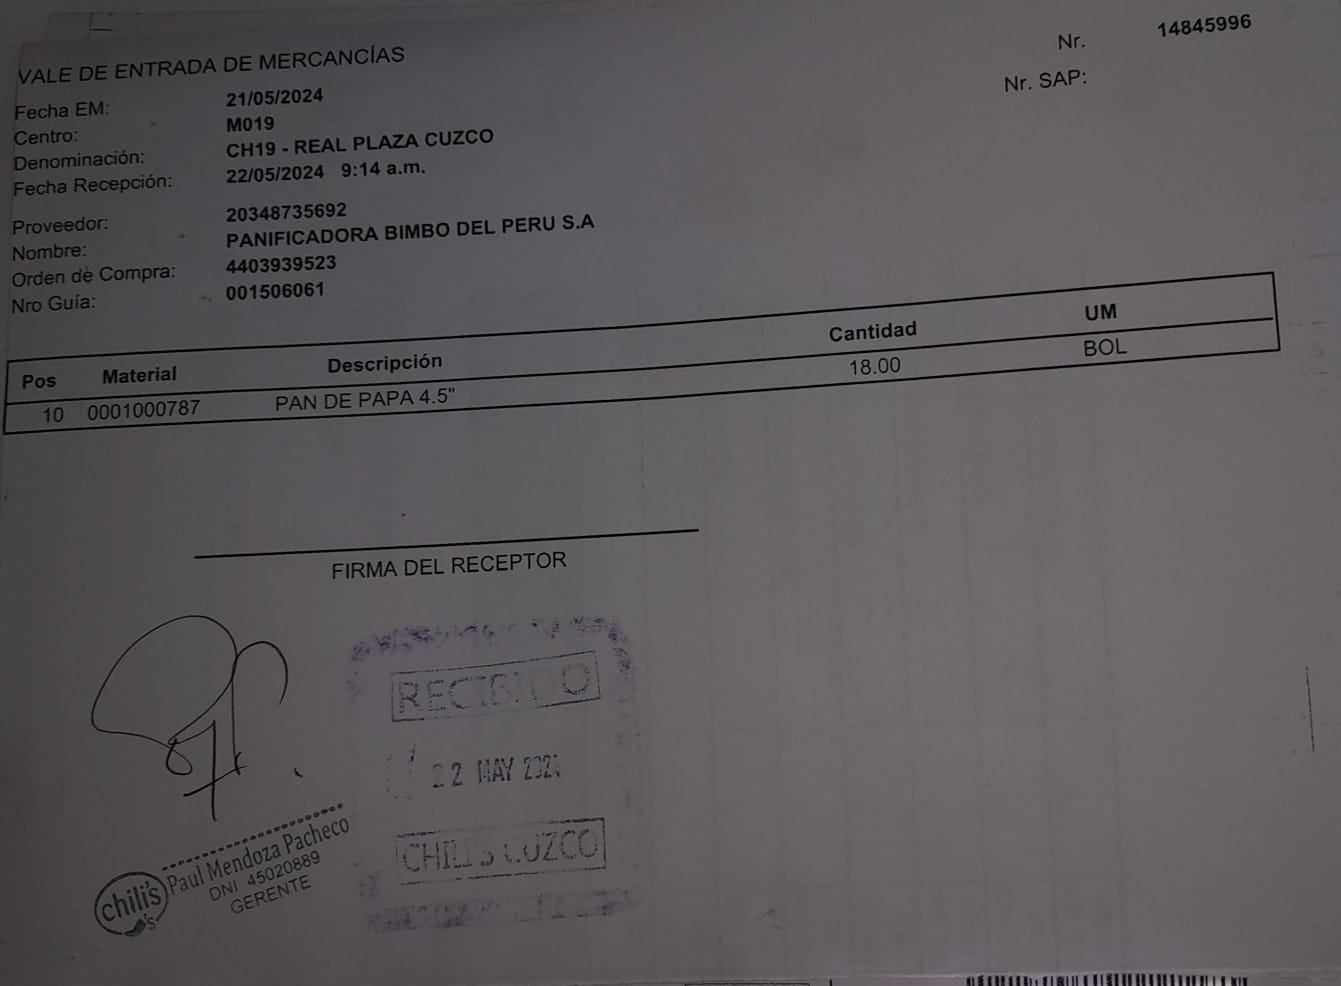 VALE DE ENTRADA DE MERCANCÍAS
Nr. 14845996
Nr. SAP:
Fecha EM: 21/05/2024
Centro: M019
Denominación: CH19 - REAL PLAZA CUZCO
Fecha Recepción: 22/05/2024 9:14 a.m.
Proveedor: 20348735692
Nombre: PANIFICADORA BIMBO DEL PERU S.A
Orden de Compra: 4403939523
Nro Guía: 001506061
Pos Material Descripción Cantidad UM
10 0001000787 PAN DE PAPA 4.5" 18.00 BOL
FIRMA DEL RECEPTOR
RECIBIDO
22 MAY
CHILI'S CUZCO
chili's
Paul Mendoza Pacheco
DNI 45020889
GERENTE